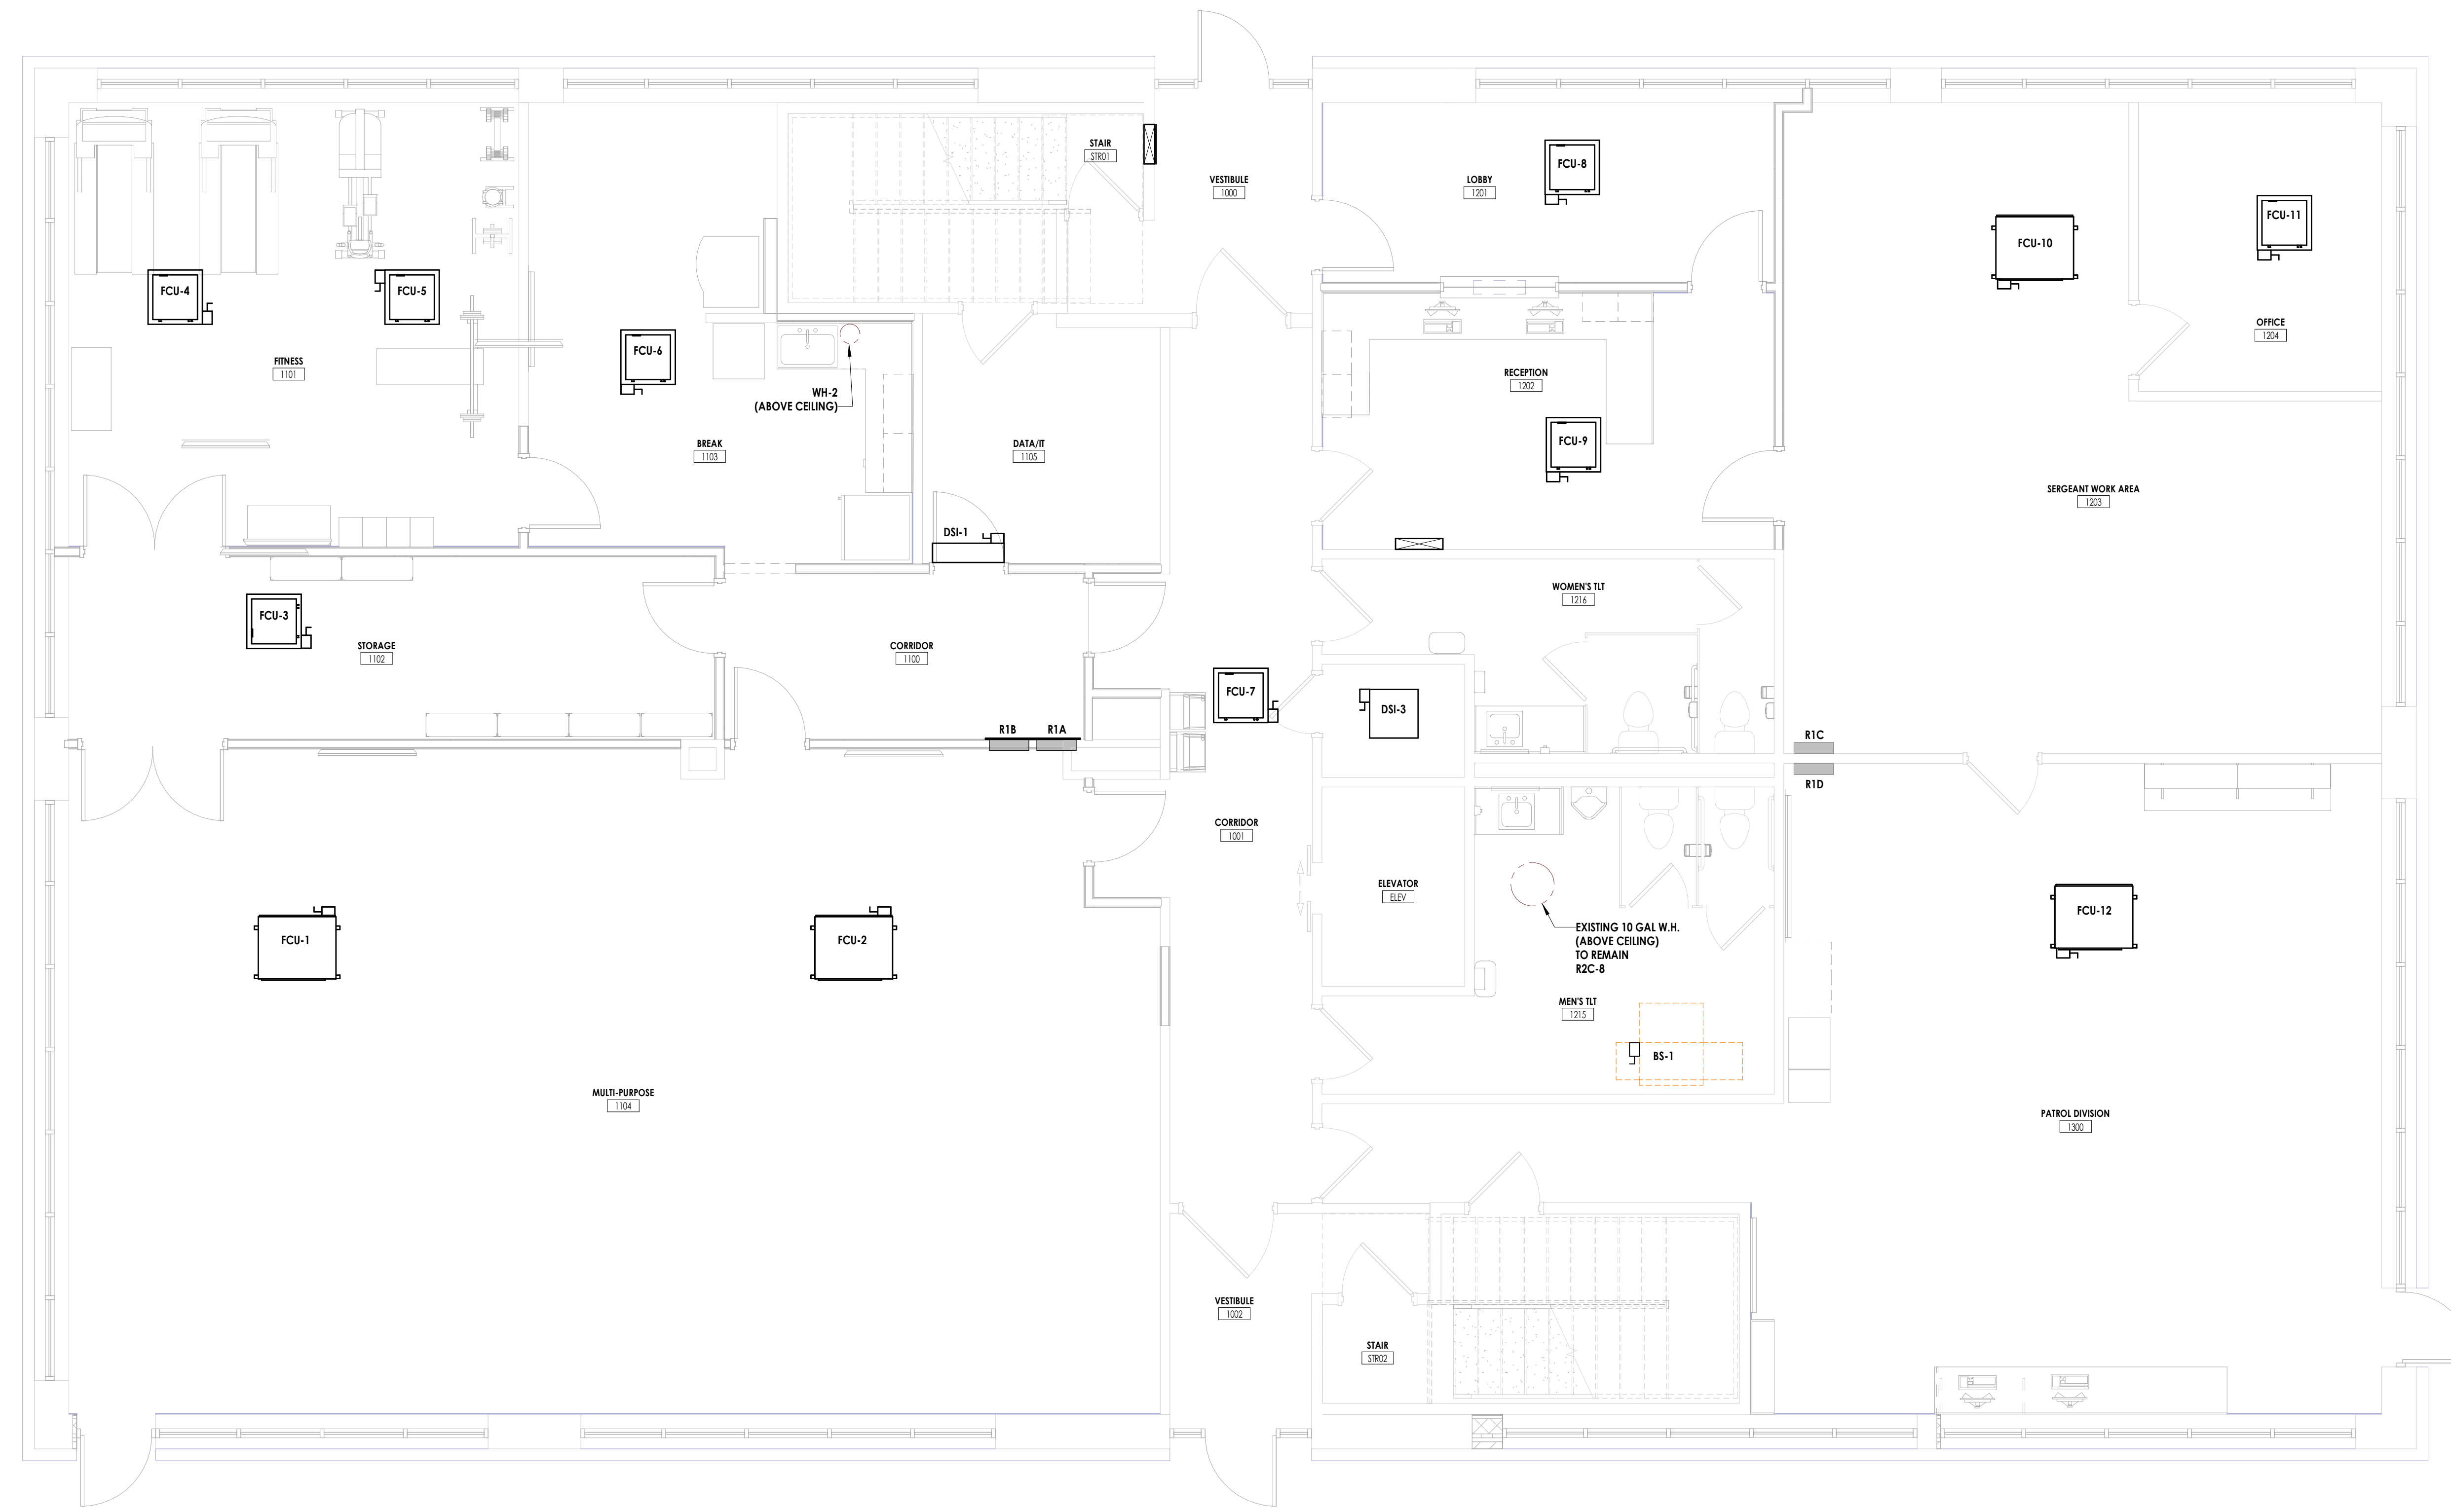 STAIR
STR01
VESTIBULE
1000
LOBBY
1201
FCU-8
FCU-11
FCU-10
FCU-4
FCU-5
FCU-6
FITNESS
1101
WH-2
(ABOVE CEILING)
OFFICE
1204
RECEPTION
1202
BREAK
1103
DATA/IT
1105
FCU-9
SERGEANT WORK AREA
1203
DSI-1
WOMEN'S TLT
1216
FCU-3
STORAGE
1102
CORRIDOR
1100
FCU-7
DSI-3
R1B
R1A
R1C
R1D
CORRIDOR
1001
ELEVATOR
ELEV
FCU-1
FCU-2
FCU-12
EXISTING 10 GAL W.H.
(ABOVE CEILING)
TO REMAIN
R2C-8
MEN'S TLT
1215
BS-1
MULTI-PURPOSE
1104
PATROL DIVISION
1300
VESTIBULE
1002
STAIR
STR02